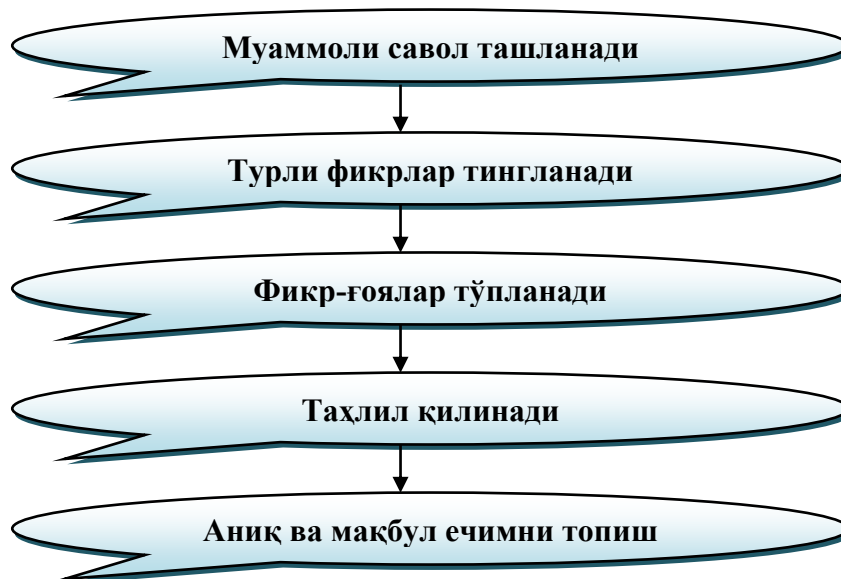 Муаммоли савол ташланади
Турли фикрлар тингланади
Фикр-ғоялар тўпланади
Таҳлил қилинади
Аниқ ва мақбул ечимни топиш